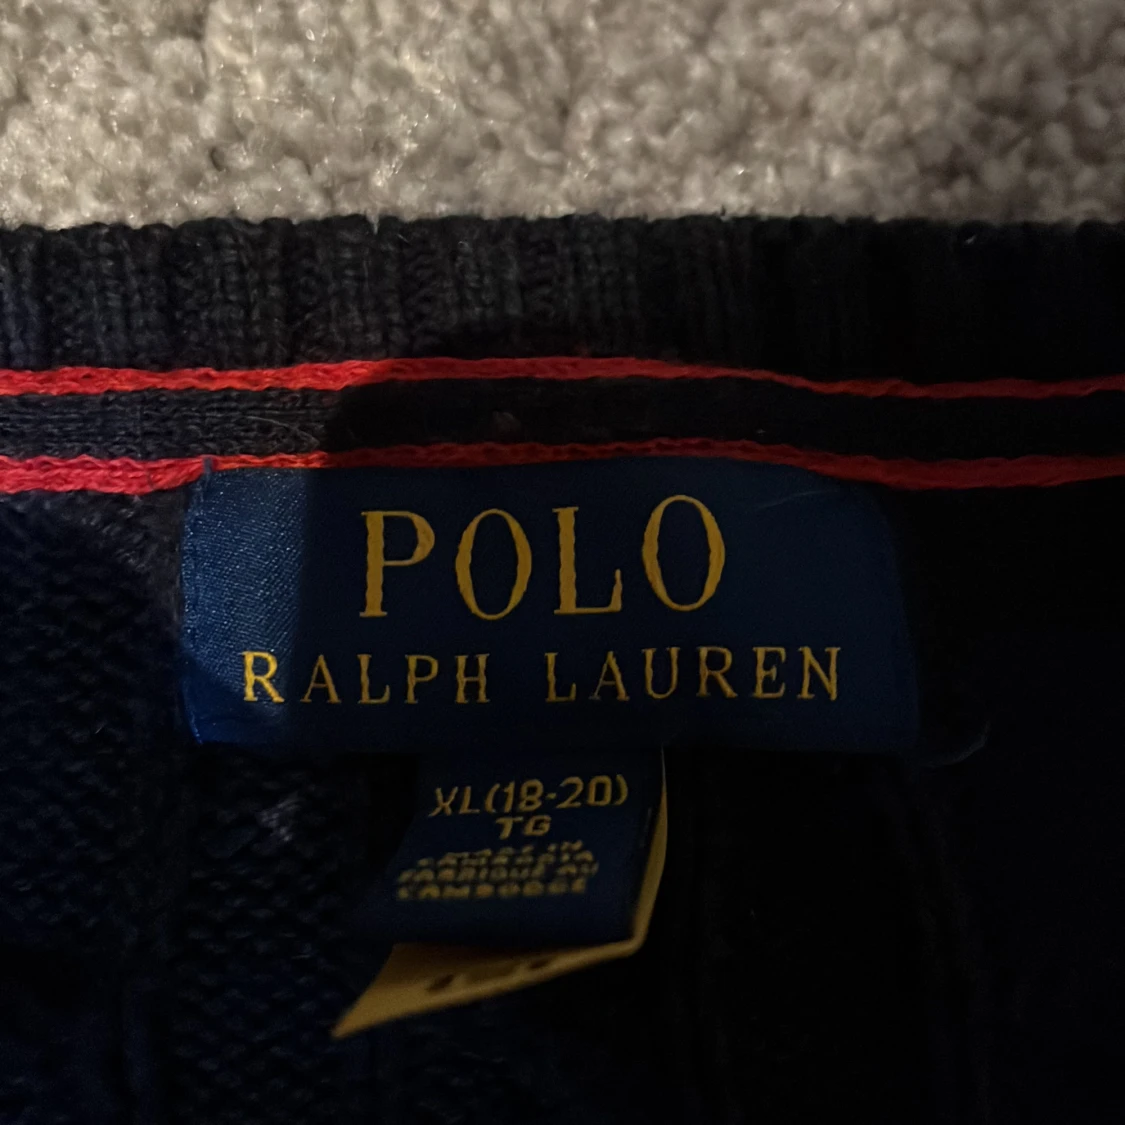 POLO
RALPH LAUREN
XL(18-20)
TG
MADE IN
CAMBODIA
FABRIQUÉ AU
CAMBODGE